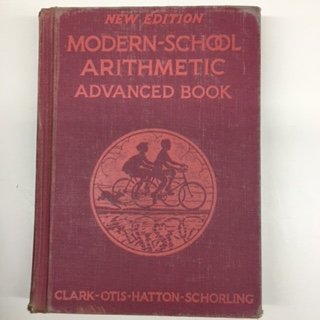 NEW EDITION
MODERN-SCHOOL
ARITHMETIC
ADVANCED BOOK
CLARK-OTIS-HATTON-SCHORLING